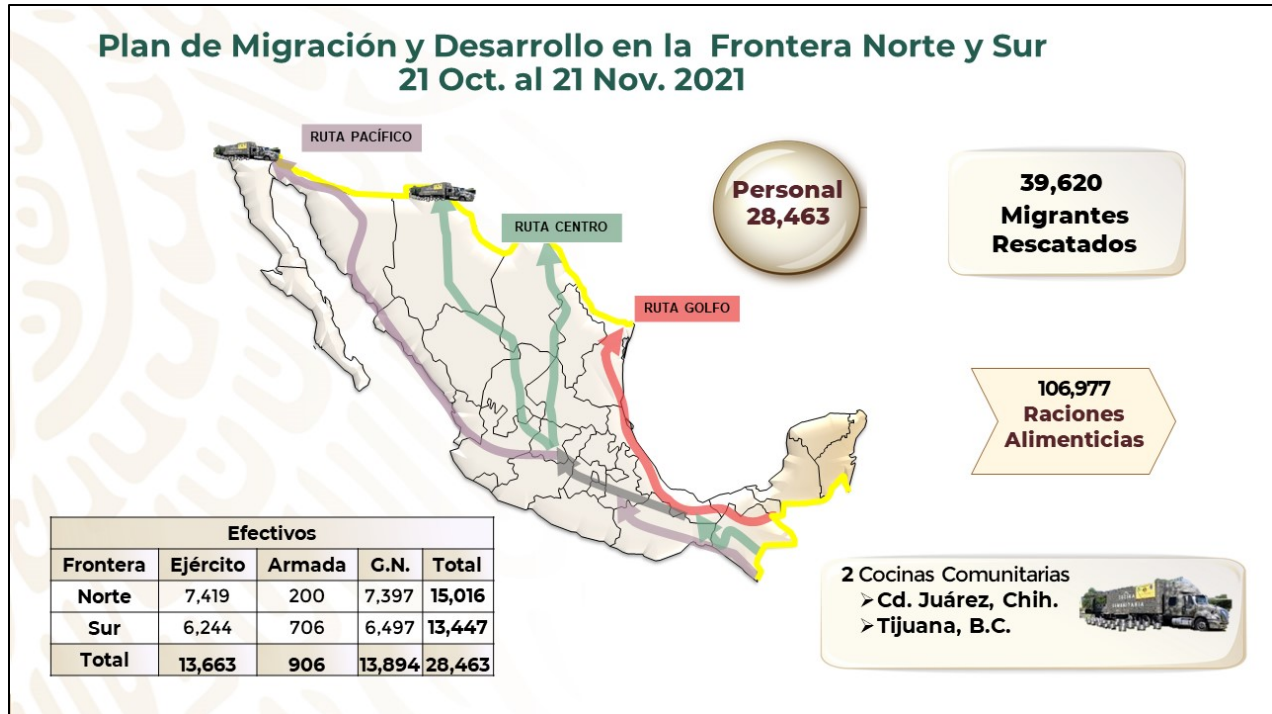 Plan de Migración y Desarrollo en la Frontera Norte y Sur
21 Oct. al 21 Nov. 2021
RUTA PACÍFICO
RUTA CENTRO
RUTA GOLFO
Personal
28,463
39,620
Migrantes
Rescatados
106,977
Raciones
Alimenticias
Efectivos
Frontera Ejército Armada G.N. Total
Norte 7,419 200 7,397 15,016
Sur 6,244 706 6,497 13,447
Total 13,663 906 13,894 28,463
2 Cocinas Comunitarias
➢Cd. Juárez, Chih.
➢Tijuana, B.C.